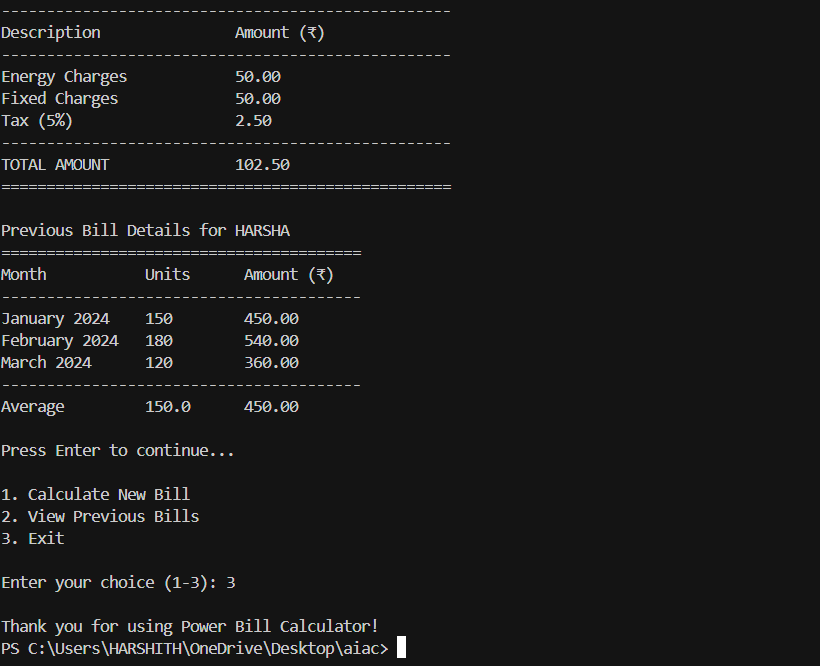 --------------------------------------------------
Description               Amount (₹)
--------------------------------------------------
Energy Charges            50.00
Fixed Charges             50.00
Tax (5%)                  2.50
--------------------------------------------------
TOTAL AMOUNT              102.50
==================================================

Previous Bill Details for HARSHA
========================================
Month           Units      Amount (₹)
----------------------------------------
January 2024    150        450.00
February 2024   180        540.00
March 2024      120        360.00
----------------------------------------
Average         150.0      450.00

Press Enter to continue...

1. Calculate New Bill
2. View Previous Bills
3. Exit

Enter your choice (1-3): 3

Thank you for using Power Bill Calculator!
PS C:\Users\HARSHITH\OneDrive\Desktop\aiac>